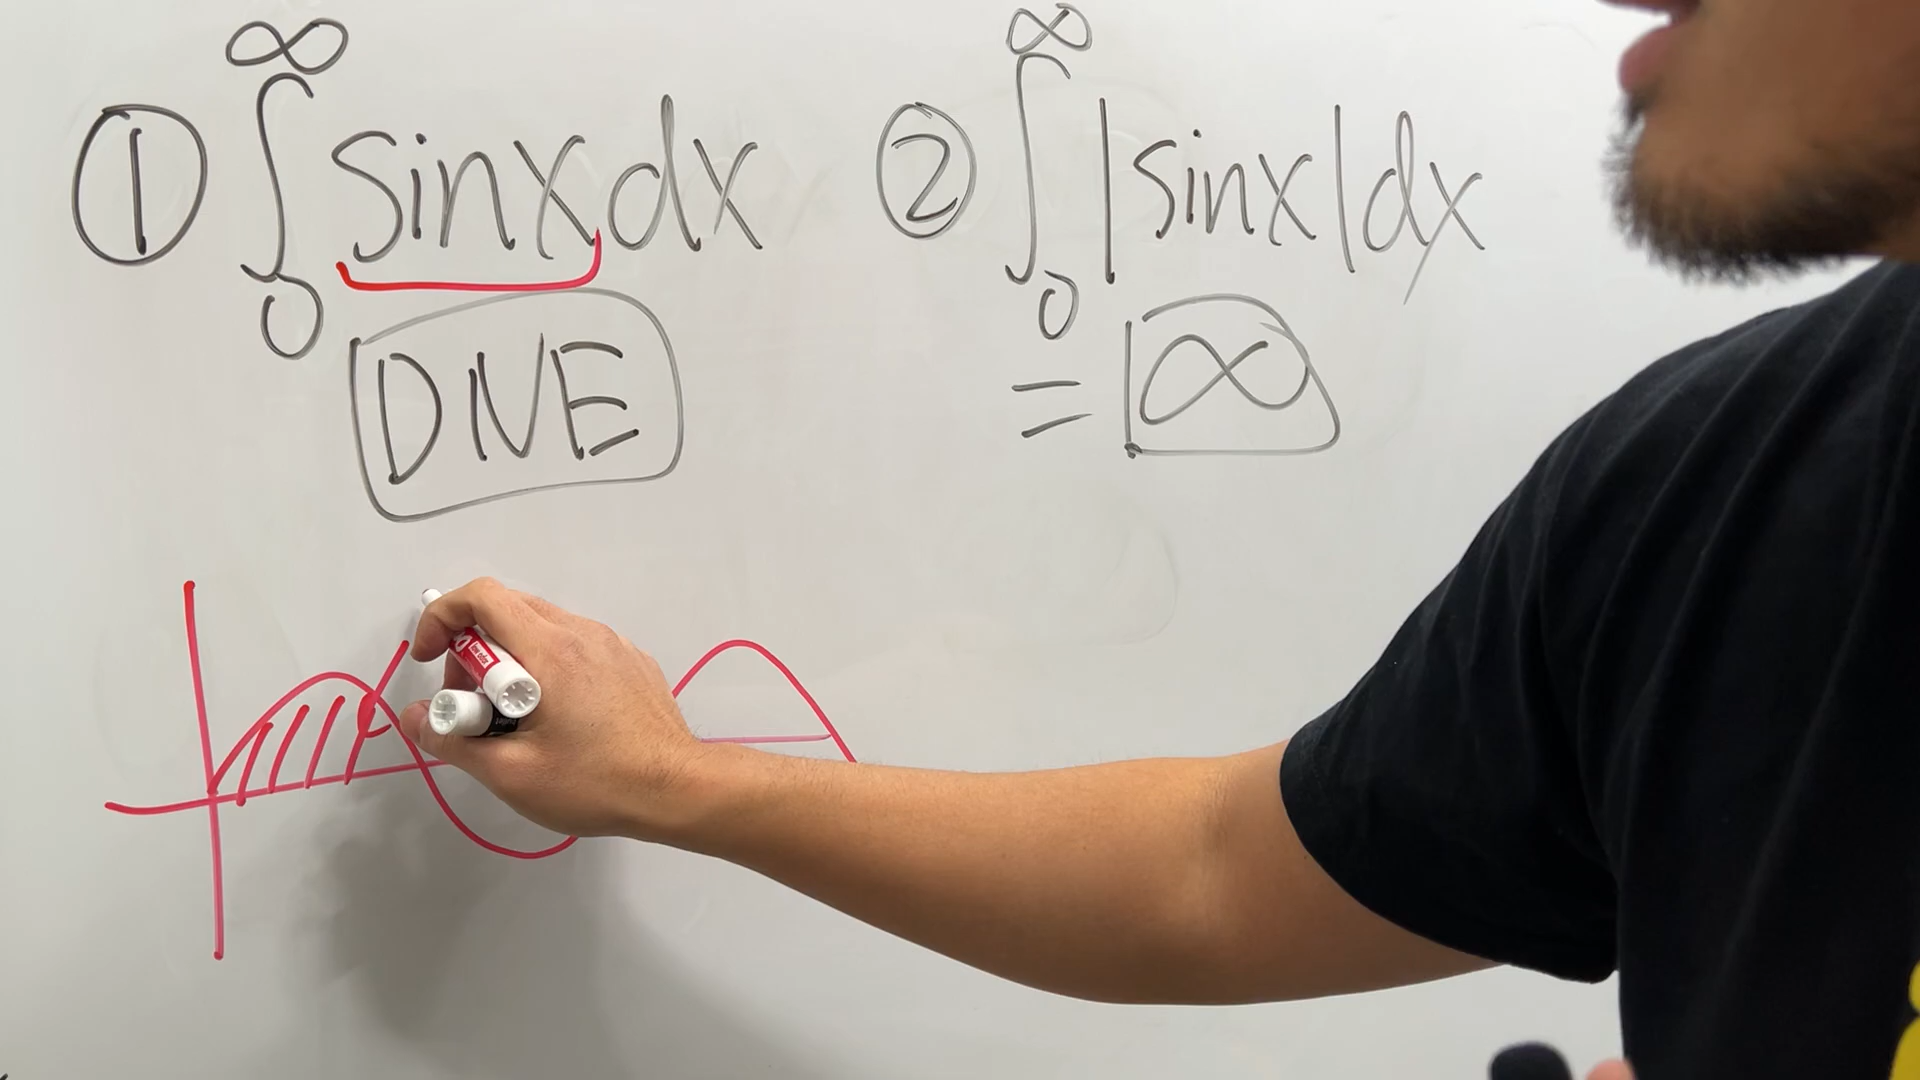 ① ∫₀^∞ sinx dx
DNE
② ∫₀^∞ |sinx| dx
= ∞